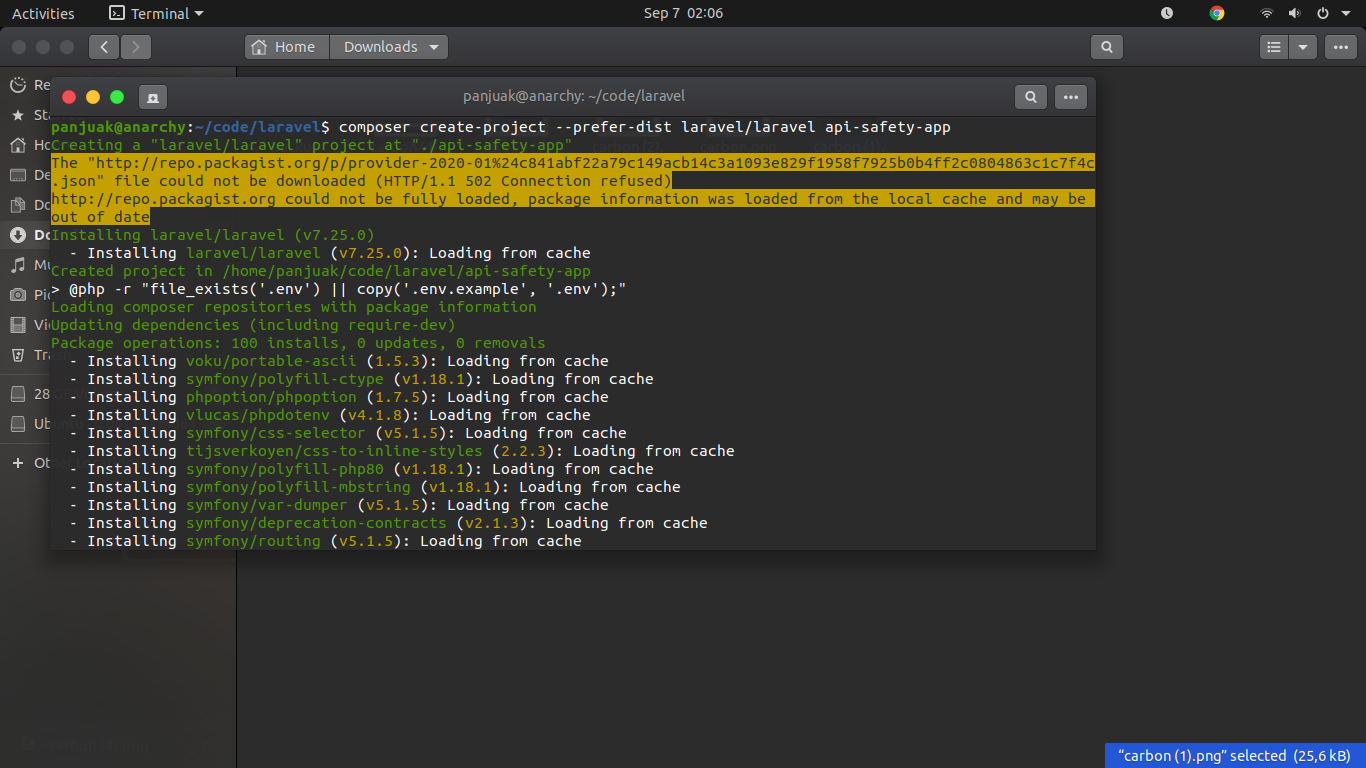 Activities
Terminal
Sep 7 02:06
Home
Downloads
panjuak@anarchy: ~/code/laravel
panjuak@anarchy:~/code/laravel$ composer create-project --prefer-dist laravel/laravel api-safety-app
Creating a "laravel/laravel" project at "./api-safety-app"
The "http://repo.packagist.org/p/provider-2020-01%24c841abf22a79c149acb14c3a1093e829f1958f7925b0b4ff2c0804863c1c7f4c
.json" file could not be downloaded (HTTP/1.1 502 Connection refused)
http://repo.packagist.org could not be fully loaded, package information was loaded from the local cache and may be
out of date
Installing laravel/laravel (v7.25.0)
- Installing laravel/laravel (v7.25.0): Loading from cache
Created project in /home/panjuak/code/laravel/api-safety-app
> @php -r "file_exists('.env') || copy('.env.example', '.env');"
Loading composer repositories with package information
Updating dependencies (including require-dev)
Package operations: 100 installs, 0 updates, 0 removals
- Installing voku/portable-ascii (1.5.3): Loading from cache
- Installing symfony/polyfill-ctype (v1.18.1): Loading from cache
- Installing phpoption/phpoption (1.7.5): Loading from cache
- Installing vlucas/phpdotenv (v4.1.8): Loading from cache
- Installing symfony/css-selector (v5.1.5): Loading from cache
- Installing tijsverkoyen/css-to-inline-styles (2.2.3): Loading from cache
- Installing symfony/polyfill-php80 (v1.18.1): Loading from cache
- Installing symfony/polyfill-mbstring (v1.18.1): Loading from cache
- Installing symfony/var-dumper (v5.1.5): Loading from cache
- Installing symfony/deprecation-contracts (v2.1.3): Loading from cache
- Installing symfony/routing (v5.1.5): Loading from cache
Re
Sta
Ho
De
Do
Do
Mu
Pic
Vi
Tra
28
Ubu
Ot
“carbon (1).png” selected (25,6 kB)